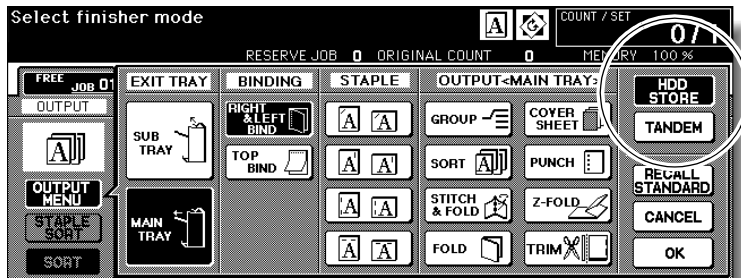 Select finisher mode
COUNT / SET
0/1
RESERVE JOB 0 ORIGINAL COUNT 0 MEMORY 100 %
FREE JOB 01
OUTPUT
OUTPUT MENU
STAPLE SORT
SORT
EXIT TRAY
SUB TRAY
MAIN TRAY
BINDING
RIGHT & LEFT BIND
TOP BIND
STAPLE
OUTPUT<MAIN TRAY>
GROUP
COVER SHEET
SORT
PUNCH
STITCH & FOLD
Z-FOLD
FOLD
TRIM
HDD STORE
TANDEM
RECALL STANDARD
CANCEL
OK